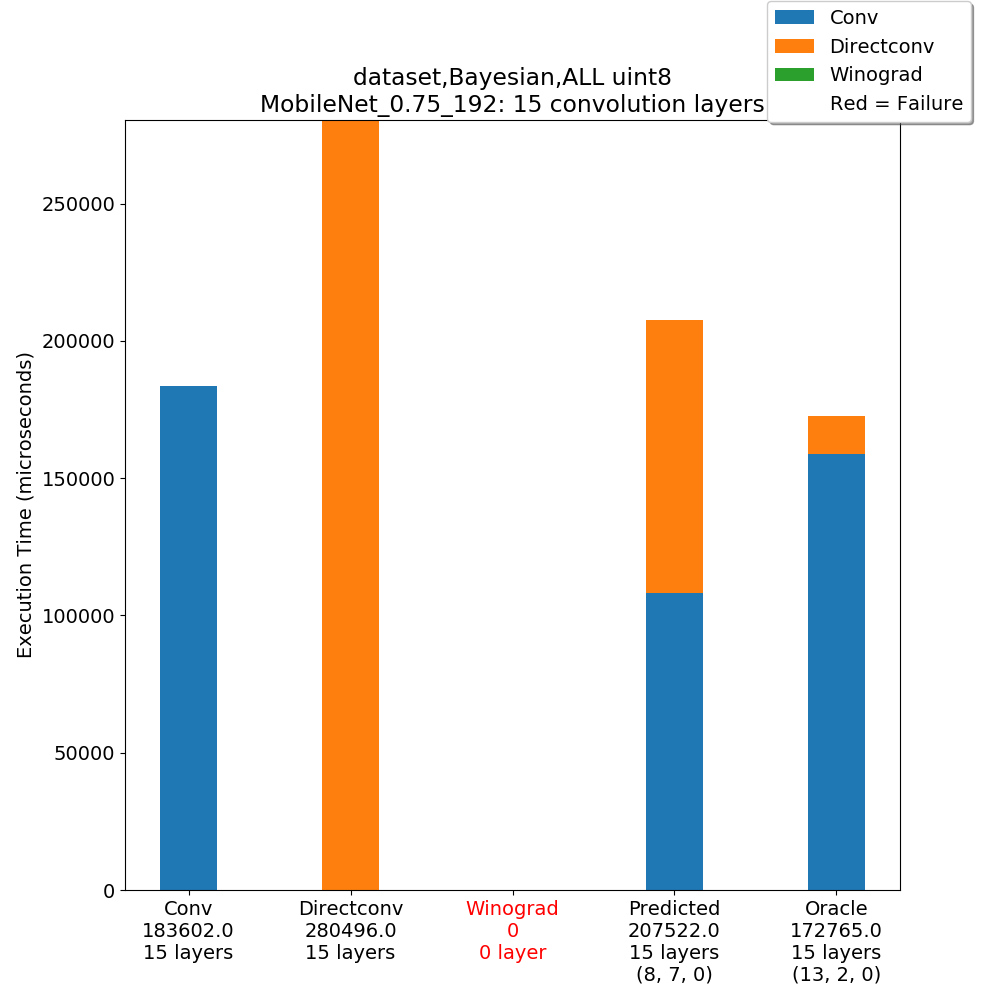 Conv
Directconv
Winograd
Red = Failure
dataset,Bayesian,ALL uint8
MobileNet_0.75_192: 15 convolution layers
Execution Time (microseconds)
250000
200000
150000
100000
50000
0
Conv
183602.0
15 layers
Directconv
280496.0
15 layers
Winograd
0
0 layer
Predicted
207522.0
15 layers
(8, 7, 0)
Oracle
172765.0
15 layers
(13, 2, 0)